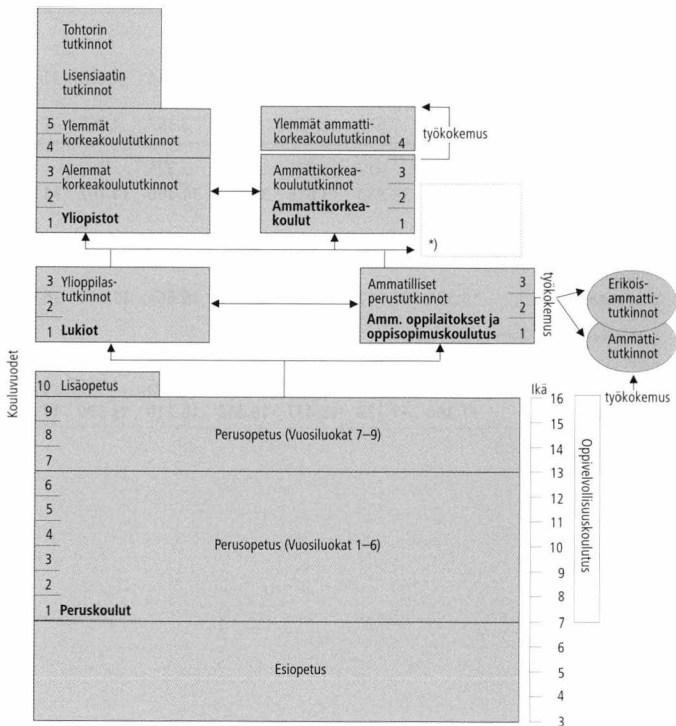 Tohtorin
tutkinnot
Lisensiaatin
tutkinnot
5 Ylemmät
4 korkeakoulututkinnot
3 Alemmat
korkeakoulututkinnot
2
1 Yliopistot
Ylemmät ammatti-
korkeakoulututkinnot 4
työkokemus
Ammattikorkea- 3
koulututkinnot
2
Ammattikorkea-
koulut 1
*)
3 Ylioppilas-
tutkinnot
2
1 Lukiot
Ammatilliset 3
perustutkinnot
2
Amm. oppilaitokset ja
oppisopimuskoulutus 1
työkokemus
Erikois-
ammatti-
tutkinnot
Ammatti-
tutkinnot
työkokemus
Kouluvuodet
10 Lisäopetus
9
8 Perusopetus (Vuosiluokat 7–9)
7
6
5
4
Perusopetus (Vuosiluokat 1–6)
3
2
1 Peruskoulut
Esiopetus
Ikä
16
15
14
13
12
11
10
9
8
7
6
5
4
3
Oppivelvollisuuskoulutus